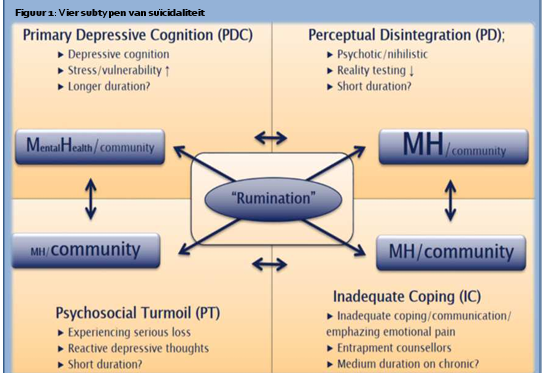 Figuur 1: Vier subtypen van suïcidaliteit
Primary Depressive Cognition (PDC)
▸ Depressive cognition
▸ Stress/vulnerability ↑
▸ Longer duration?
Perceptual Disintegration (PD);
▸ Psychotic/nihilistic
▸ Reality testing ↓
▸ Short duration?
MentalHealth/community
MH/community
"Rumination"
MH/community
MH/community
Psychosocial Turmoil (PT)
▸ Experiencing serious loss
▸ Reactive depressive thoughts
▸ Short duration?
Inadequate Coping (IC)
▸ Inadequate coping/communication/
emphazing emotional pain
▸ Entrapment counsellors
▸ Medium duration on chronic?